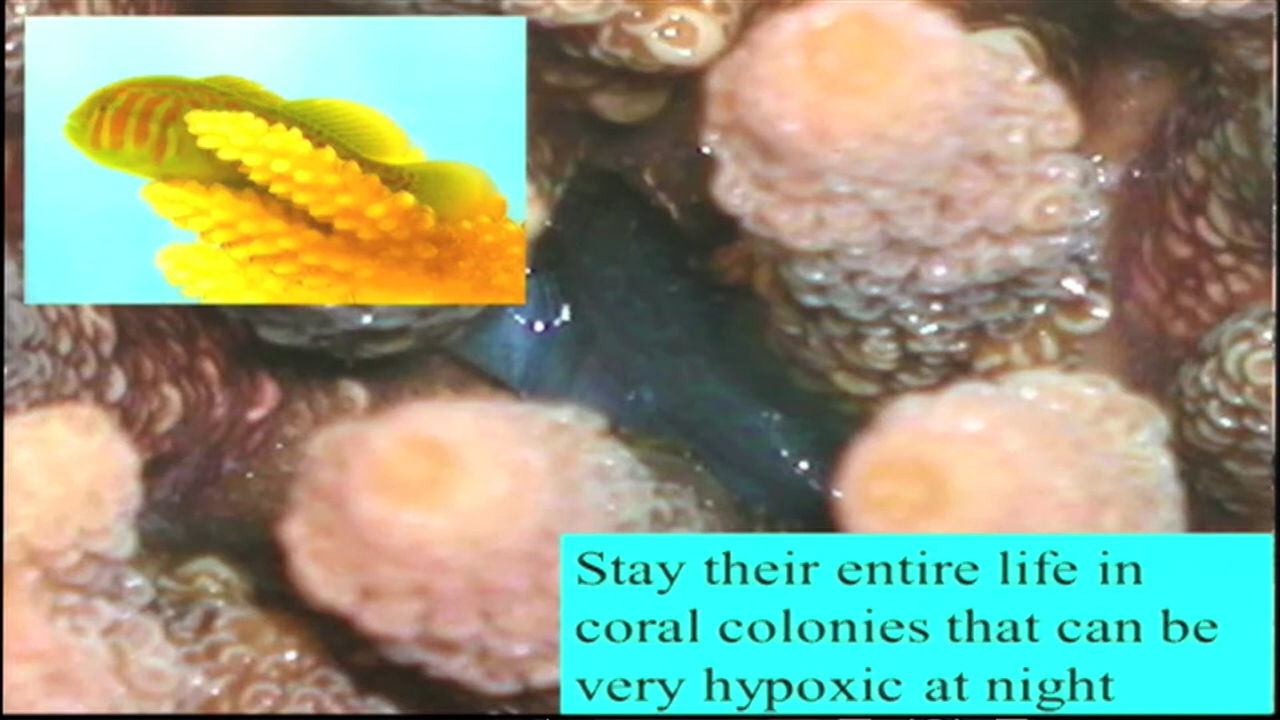 Stay their entire life in
coral colonies that can be
very hypoxic at night